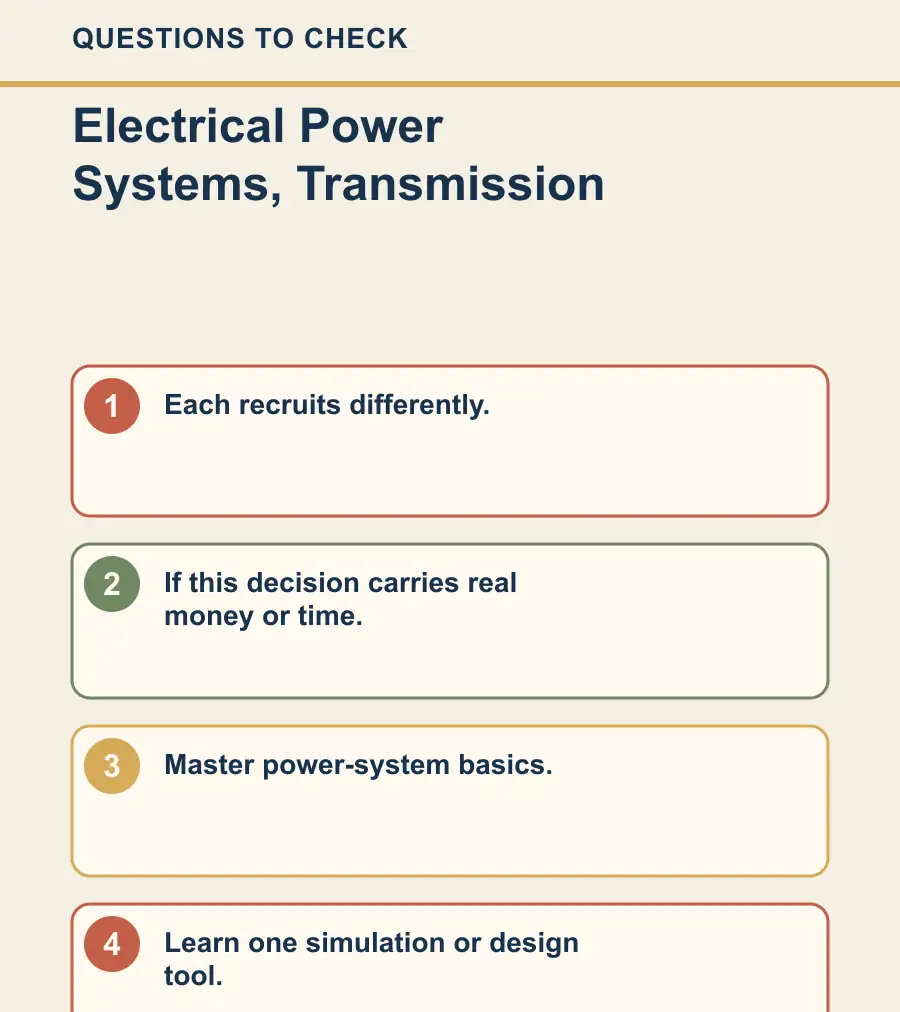 QUESTIONS TO CHECK
Electrical Power
Systems, Transmission
1
Each recruits differently.
2
If this decision carries real
money or time.
3
Master power-system basics.
4
Learn one simulation or design
tool.